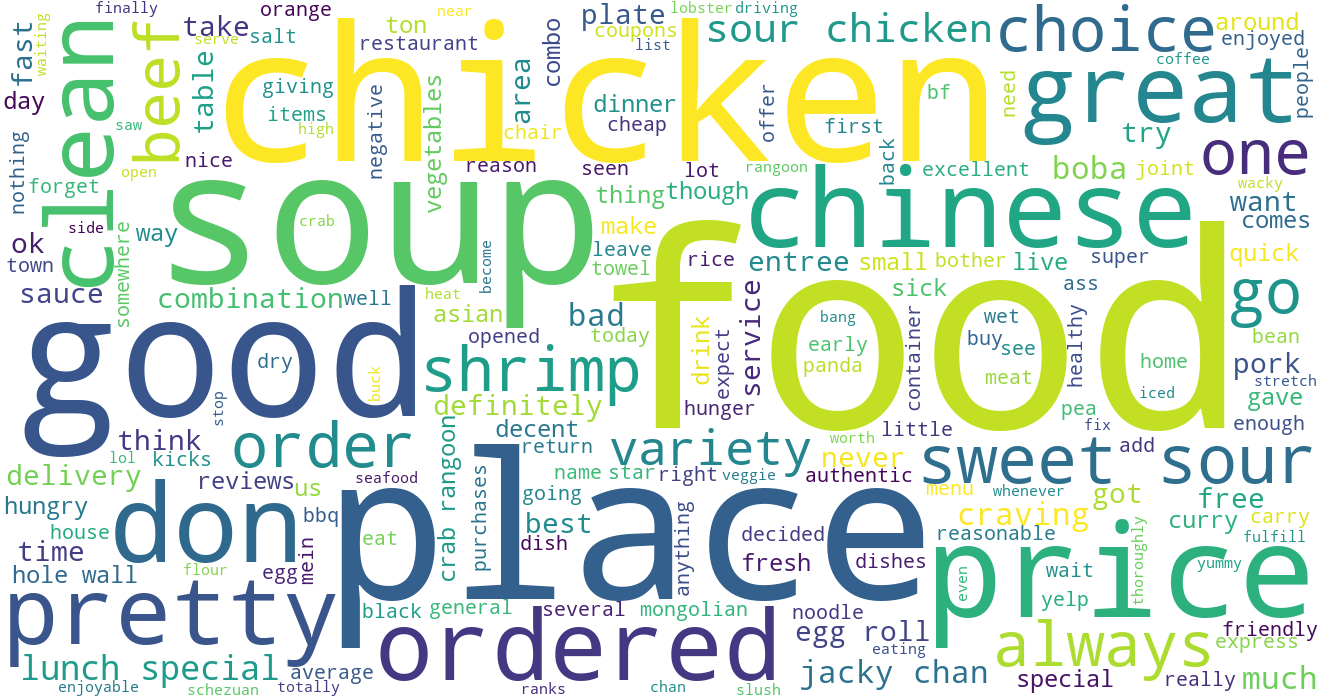 finally
orange
near
lobster
driving
waiting
fast
take
ton
combo
plate
coupons
sour chicken
choice
around
serve
salt
restaurant
list
enjoyed
clean
beef
table
chicken
coffee
great
people
day
giving
items
high
negative
vegetables
area
dinner
cheap
offer
bf
first
need
try
saw
chair
nothing
nice
open
reason
seen
lot
rangoon
back
excellent
boba
joint
one
forget
thing
though
wacky
soup
crab
chinese
want
comes
side
way
make
ok
town
somewhere
become
leave
towel
rice
entree
small
bother
live
super
quick
sauce
combination
well
heat
asian
sick
ass
go
good
dry
buck
stop
opened
bad
today
food
drink
expect
service
bang
early
panda
container
wet
buy
see
meat
healthy
home
iced
bean
pork
stretch
gave
shrimp
definitely
hunger
pea
fix
enough
think
order
decent
return
variety
worth
little
never
add
sweet sour
lol
kicks
delivery
reviews
us
seafood
crab rangoon
purchases
name
star
right
veggie
authentic
menu
whenever
got
free
hungry
don
bbq
place
going
best
dish
anything
decided
fresh
dishes
craving
reasonable
curry
carry
fulfill
house
time
eat
price
even
wait
yelp
thoroughly
yummy
hole wall
flour
egg
mein
pretty
black
general
several
mongolian
noodle
ordered
egg roll
eating
always
friendly
express
lunch special
average
jacky chan
special
really
much
enjoyable
schezuan
totally
ranks
chan
slush